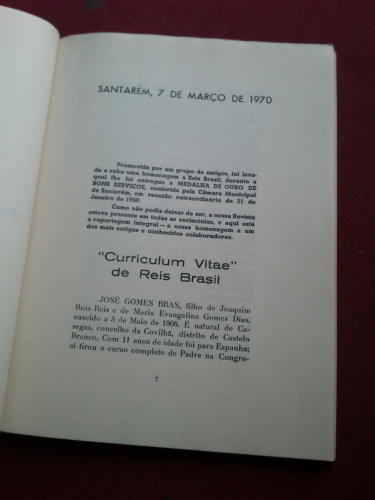 SANTARÉM, 7 DE MARÇO DE 1970
Promovida por um grupo de amigos, foi leva-
da a cabo uma homenagem a Reis Brasil, durante a
qual lhe foi entregue a MEDALHA DE OURO DE
BONS SERVIÇOS, conferida pela Câmara Municipal
de Santarém, em reunião extraordinária de 21 de
Janeiro de 1969.
Como não podia deixar de ser, a nossa Revista
esteve presente em todas as cerimónias, e aqui está
a reportagem integral — a nossa homenagem a um
dos mais antigos e conhecidos colaboradores.
"Curriculum Vitae"
de Reis Brasil
JOSÉ GOMES BRAS, filho de Joaquim
Brás Reis e de Maria Evangelina Gomes Dias,
nascido a 5 de Maio de 1908. É natural de Ca-
segas, concelho da Covilhã, distrito de Castelo
Branco. Com 11 anos de idade foi para Espanha;
aí tirou o curso completo de Padre na Congre-
7